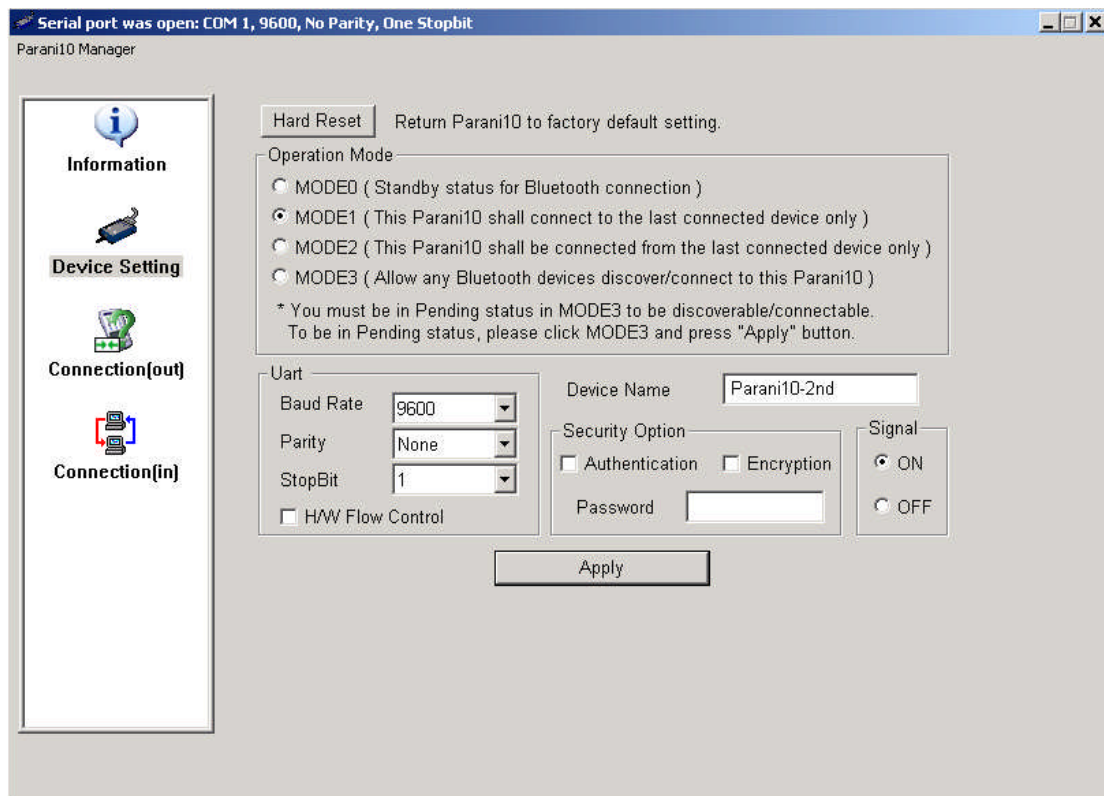 Serial port was open: COM 1, 9600, No Parity, One Stopbit
Parani10 Manager
Information
Device Setting
Connection(out)
Connection(in)
Hard Reset
Return Parani10 to factory default setting.
Operation Mode
MODE0 ( Standby status for Bluetooth connection )
MODE1 ( This Parani10 shall connect to the last connected device only )
MODE2 ( This Parani10 shall be connected from the last connected device only )
MODE3 ( Allow any Bluetooth devices discover/connect to this Parani10 )
* You must be in Pending status in MODE3 to be discoverable/connectable.
To be in Pending status, please click MODE3 and press "Apply" button.
Uart
Baud Rate 9600
Parity None
StopBit 1
H/W Flow Control
Device Name Parani10-2nd
Security Option
Authentication Encryption
Password
Signal
ON
OFF
Apply